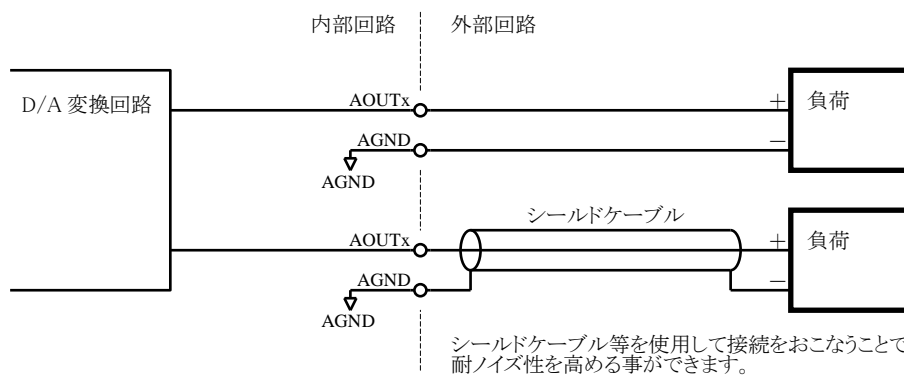 内部回路
外部回路
D/A 変換回路
AOUTx
+
負荷
AGND
−
AGND
シールドケーブル
AOUTx
+
負荷
AGND
−
AGND
シールドケーブル等を使用して接続をおこなうことで
耐ノイズ性を高める事ができます。